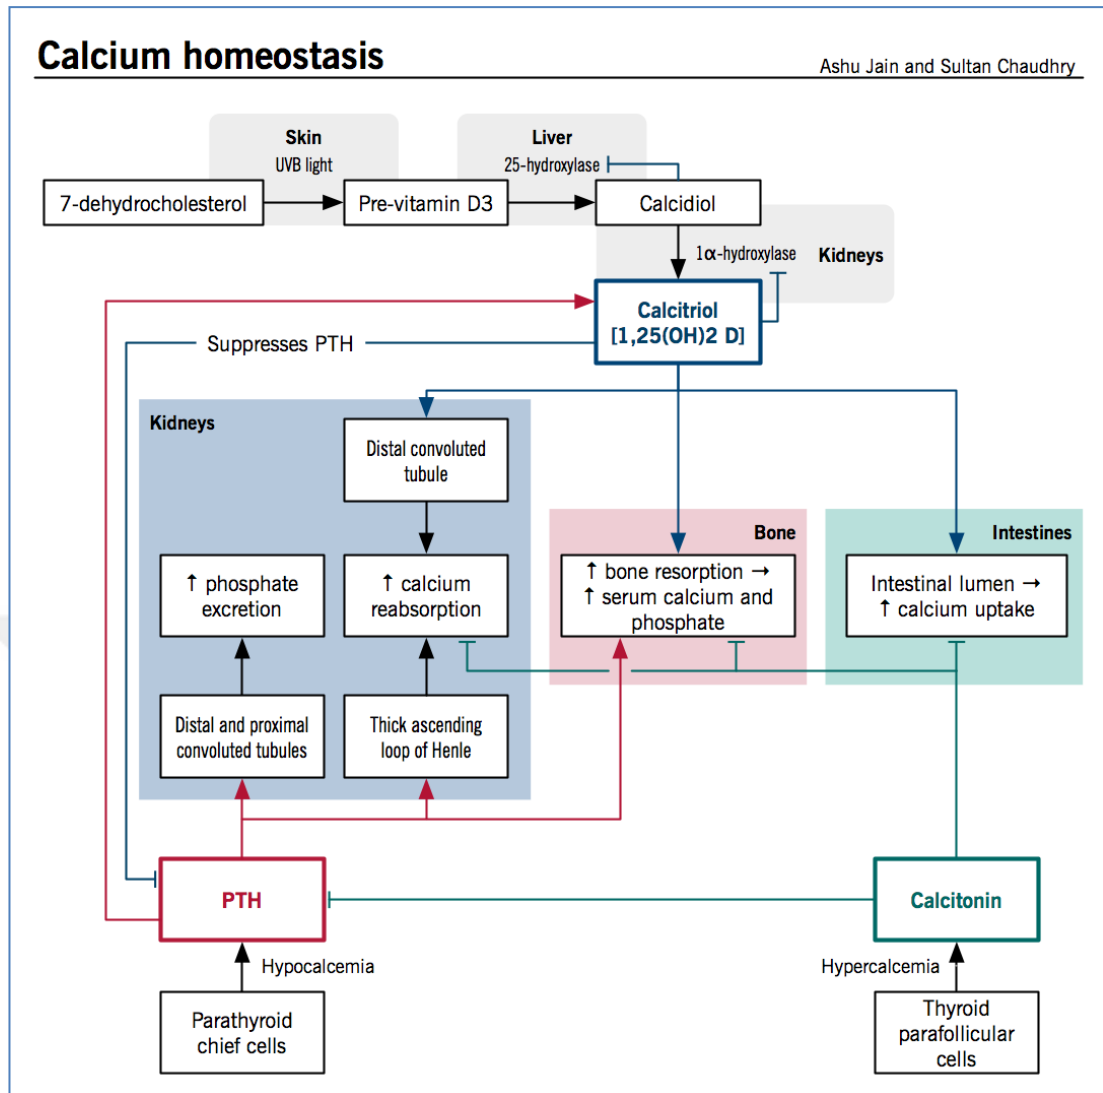 Calcium homeostasis
Ashu Jain and Sultan Chaudhry
Skin
UVB light
Liver
25-hydroxylase
7-dehydrocholesterol
Pre-vitamin D3
Calcidiol
1α-hydroxylase
Kidneys
Calcitriol
[1,25(OH)2 D]
Suppresses PTH
Kidneys
Distal convoluted
tubule
Bone
Intestines
↑ phosphate
excretion
↑ calcium
reabsorption
↑ bone resorption →
↑ serum calcium and
phosphate
Intestinal lumen →
↑ calcium uptake
Distal and proximal
convoluted tubules
Thick ascending
loop of Henle
PTH
Calcitonin
Hypocalcemia
Hypercalcemia
Parathyroid
chief cells
Thyroid
parafollicular
cells